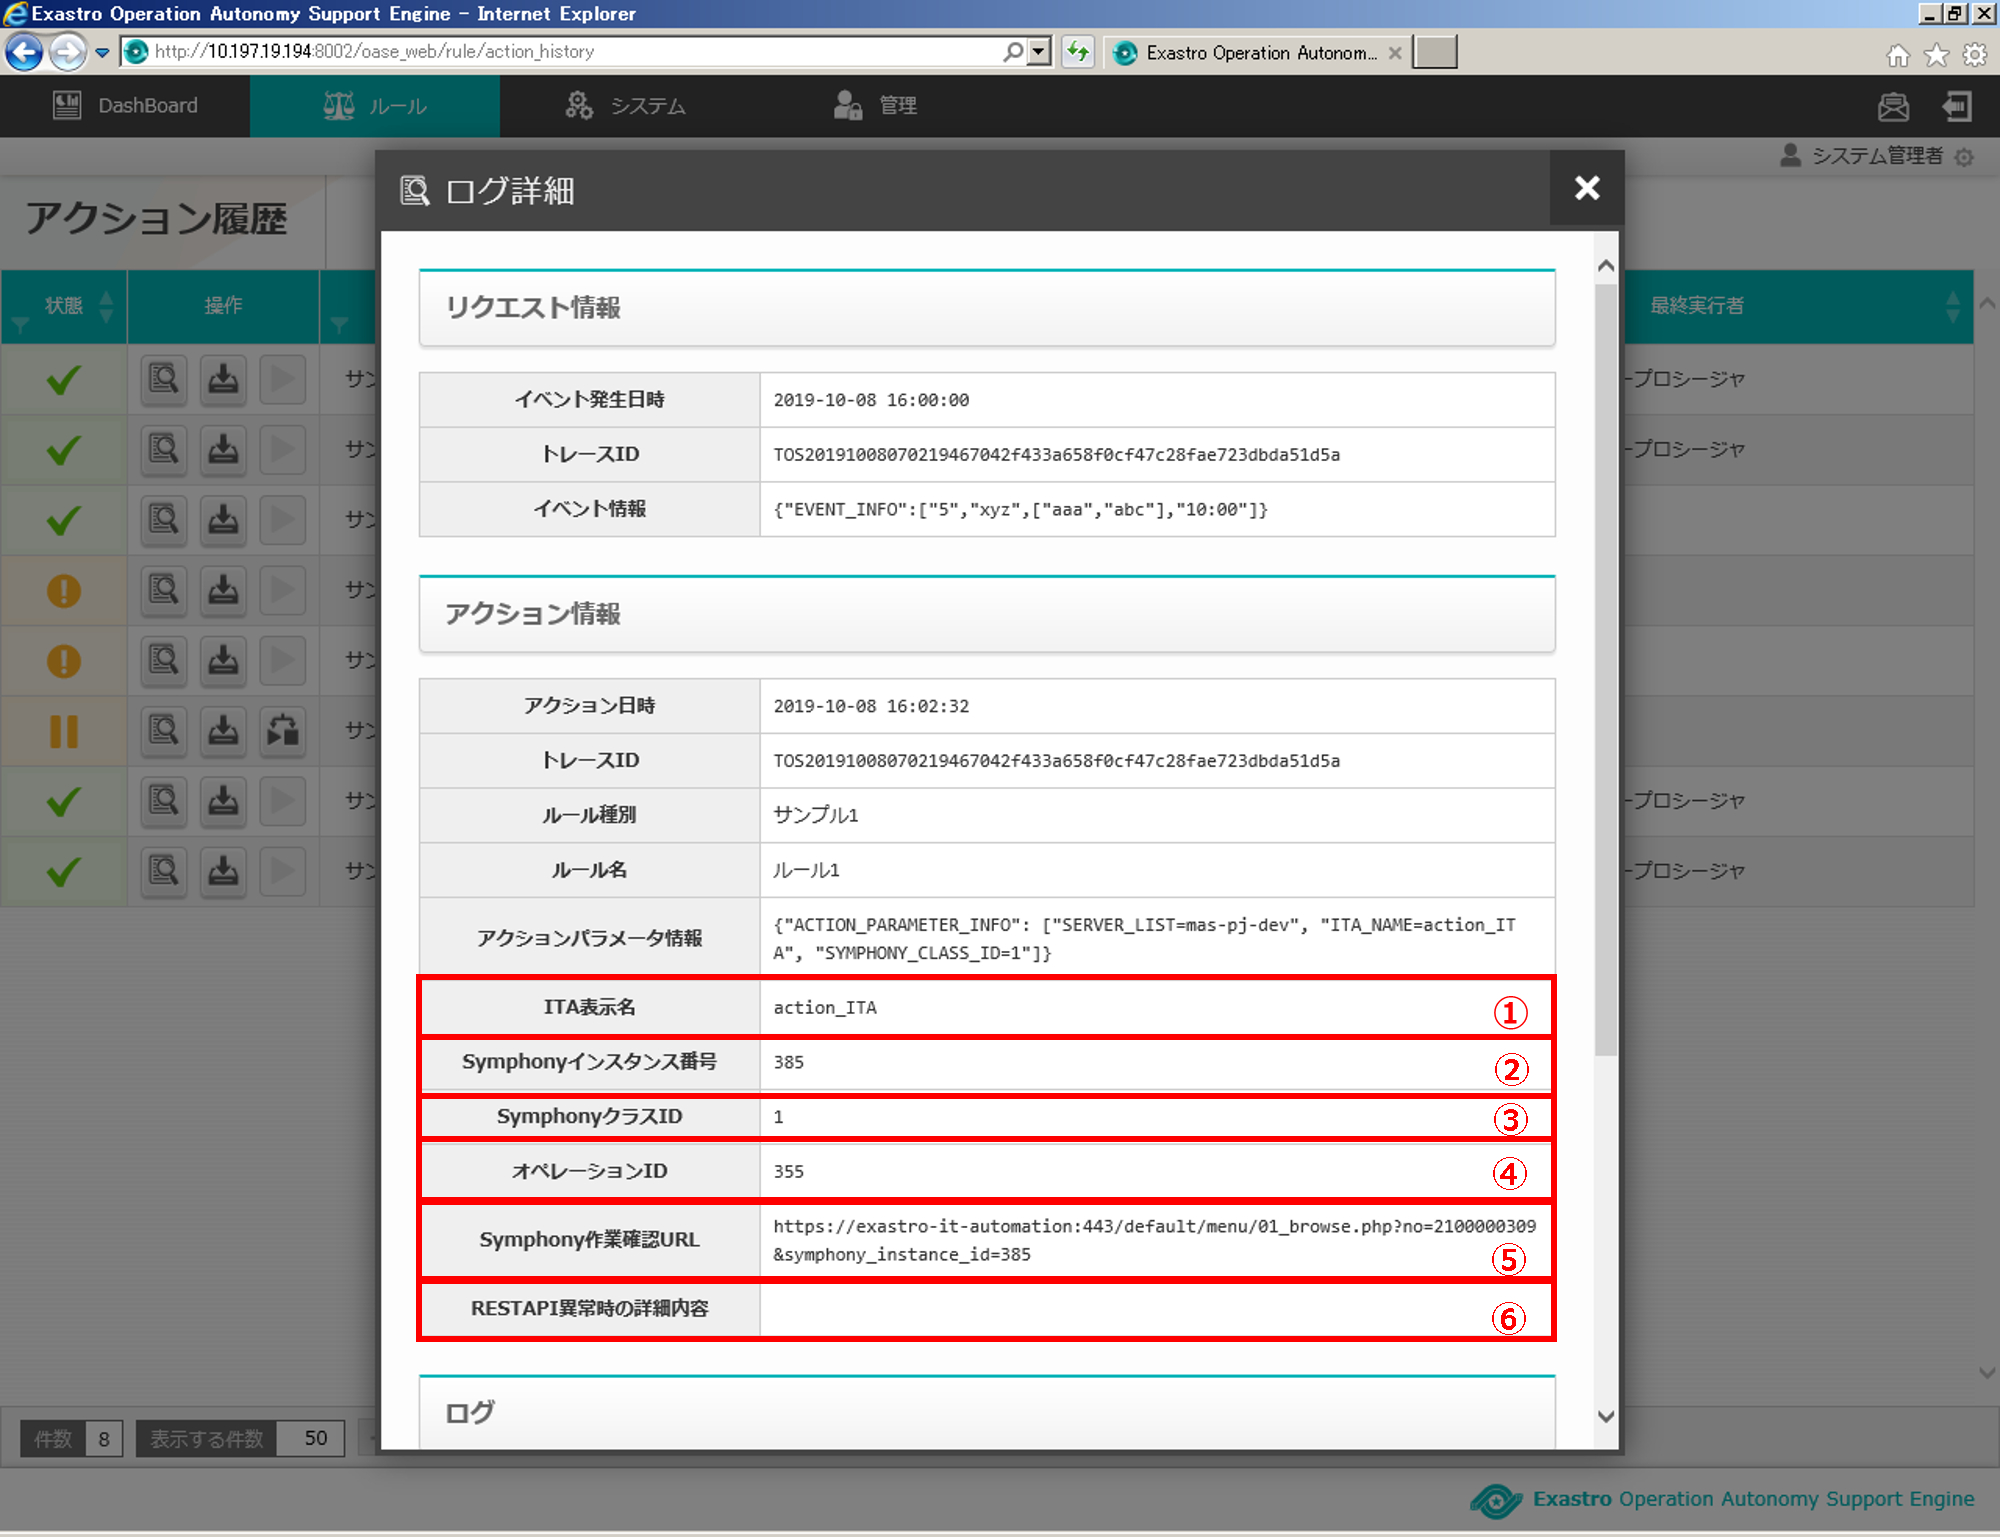 Exastro Operation Autonomy Support Engine - Internet Explorer
http://10.197.19.194:8002/oase_web/rule/action_history
Exastro Operation Autonom...
DashBoard
ルール
システム
管理
システム管理者
アクション履歴
状態
操作
最終実行者
サン
ープロシージャ
サン
ープロシージャ
サン
サン
サン
サン
サン
ープロシージャ
サン
ープロシージャ
ログ詳細
リクエスト情報
イベント発生日時 2019-10-08 16:00:00
トレースID TOS20191008070219467042f433a658f0cf47c28fae723dbda51d5a
イベント情報 {"EVENT_INFO":["5","xyz",["aaa","abc"],"10:00"]}
アクション情報
アクション日時 2019-10-08 16:02:32
トレースID TOS20191008070219467042f433a658f0cf47c28fae723dbda51d5a
ルール種別 サンプル1
ルール名 ルール1
アクションパラメータ情報 {"ACTION_PARAMETER_INFO": ["SERVER_LIST=mas-pj-dev", "ITA_NAME=action_IT
A", "SYMPHONY_CLASS_ID=1"]}
ITA表示名 action_ITA ①
Symphonyインスタンス番号 385 ②
SymphonyクラスID 1 ③
オペレーションID 355 ④
Symphony作業確認URL https://exastro-it-automation:443/default/menu/01_browse.php?no=2100000309
&symphony_instance_id=385 ⑤
RESTAPI異常時の詳細内容 ⑥
ログ
件数 8 表示する件数 50
Exastro Operation Autonomy Support Engine